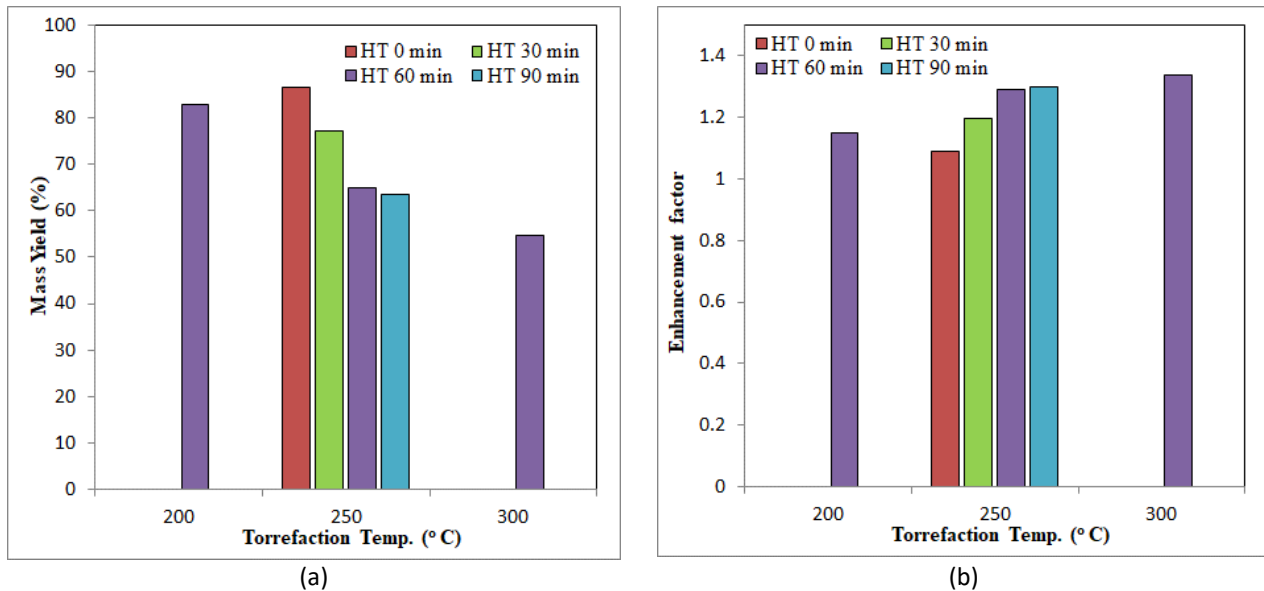 100
90
80
70
60
50
40
30
20
10
0
Mass Yield (%)
HT 0 min HT 30 min
HT 60 min HT 90 min
200 250 300
Torrefaction Temp. (° C)
(a)
1.4
1.2
1
0.8
0.6
0.4
0.2
0
Enhancement factor
HT 0 min HT 30 min
HT 60 min HT 90 min
200 250 300
Torrefaction Temp. (° C)
(b)